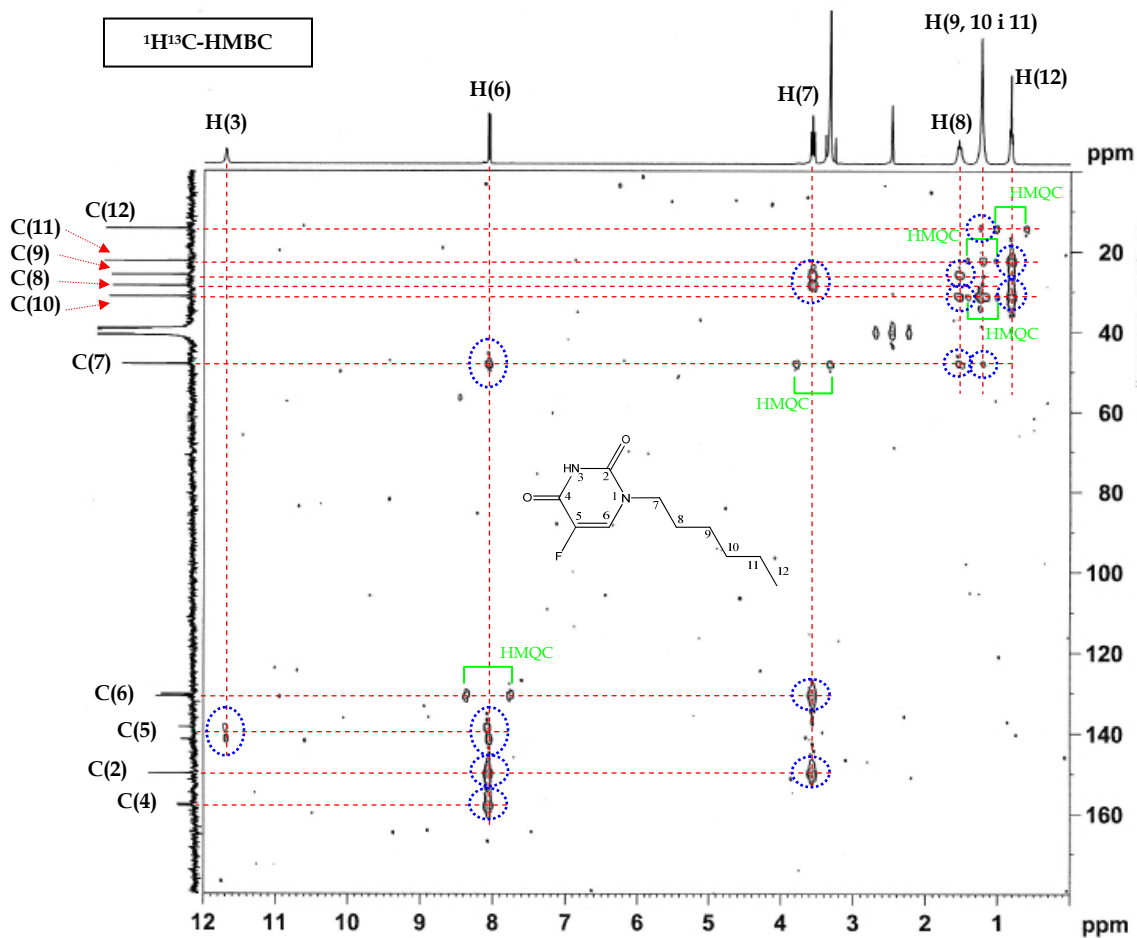 ¹H¹³C-HMBC
H(9, 10 i 11)
H(12)
H(6)
H(7)
H(8)
H(3)
ppm
HMQC
C(12)
C(11)
HMQC
C(9)
20
C(8)
C(10)
HMQC
40
C(7)
HMQC
60
O
HN
3
2
80
O
4
N
1
7
5
6
8
9
F
10
11
12
100
120
HMQC
C(6)
C(5)
140
C(2)
C(4)
160
12 11 10 9 8 7 6 5 4 3 2 1 ppm